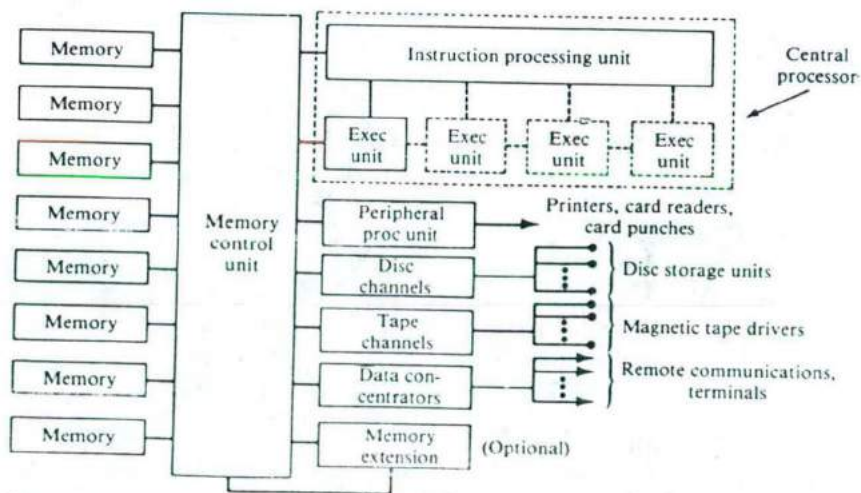 Memory
Memory
Memory
Memory
Memory
Memory
Memory
Memory
Memory
control
unit
Instruction processing unit
Exec
unit
Exec
unit
Exec
unit
Exec
unit
Central
processor
Peripheral
proc unit
Printers, card readers,
card punches
Disc
channels
Disc storage units
Tape
channels
Magnetic tape drivers
Data con-
centrators
Remote communications,
terminals
Memory
extension
(Optional)